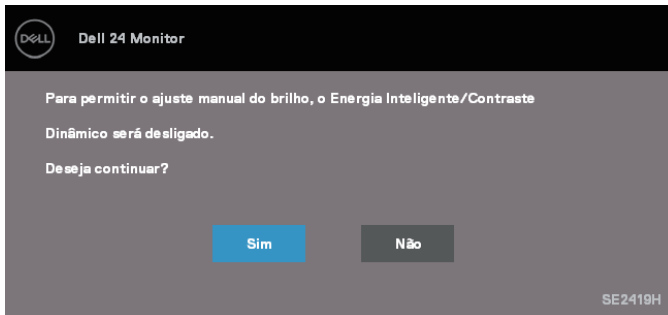 DELL
Dell 24 Monitor
Para permitir o ajuste manual do brilho, o Energia Inteligente/Contraste
Dinâmico será desligado.
Deseja continuar?
Sim
Não
SE2419H